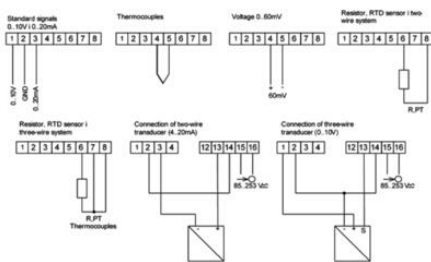 Standard signals
0..10V i 0..20mA
1 2 3 4 5 6 7 8
0..10V
GND
0..20mA
Thermocouples
1 2 3 4 5 6 7 8
Voltage 0..60mV
1 2 3 4 5 6 7 8
+ -
60mV
Resistor, RTD sensor i two-
wire system
1 2 3 4 5 6 7 8
R,PT
Resistor, RTD sensor i
three-wire system
1 2 3 4 5 6 7 8
R,PT
Thermocouples
Connection of two-wire
transducer (4..20mA)
1 2 3 4
12 13 14 15 16
85..253 Vac
- +
Connection of three-wire
transducer (0..10V)
1 2 3 4
12 13 14 15 16
85..253 Vac
- + S